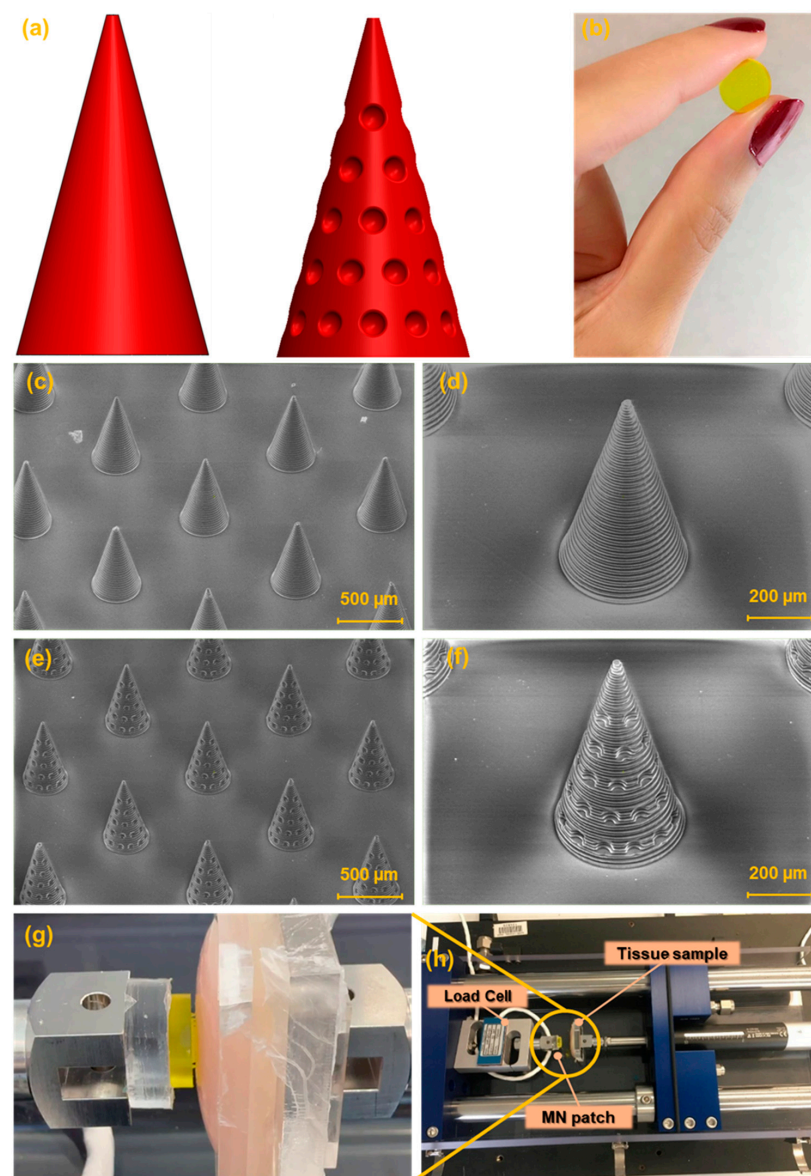 (a)
(b)
(c)
500 μm
(d)
200 μm
(e)
500 μm
(f)
200 μm
(g)
(h)
Tissue sample
Load Cell
MN patch